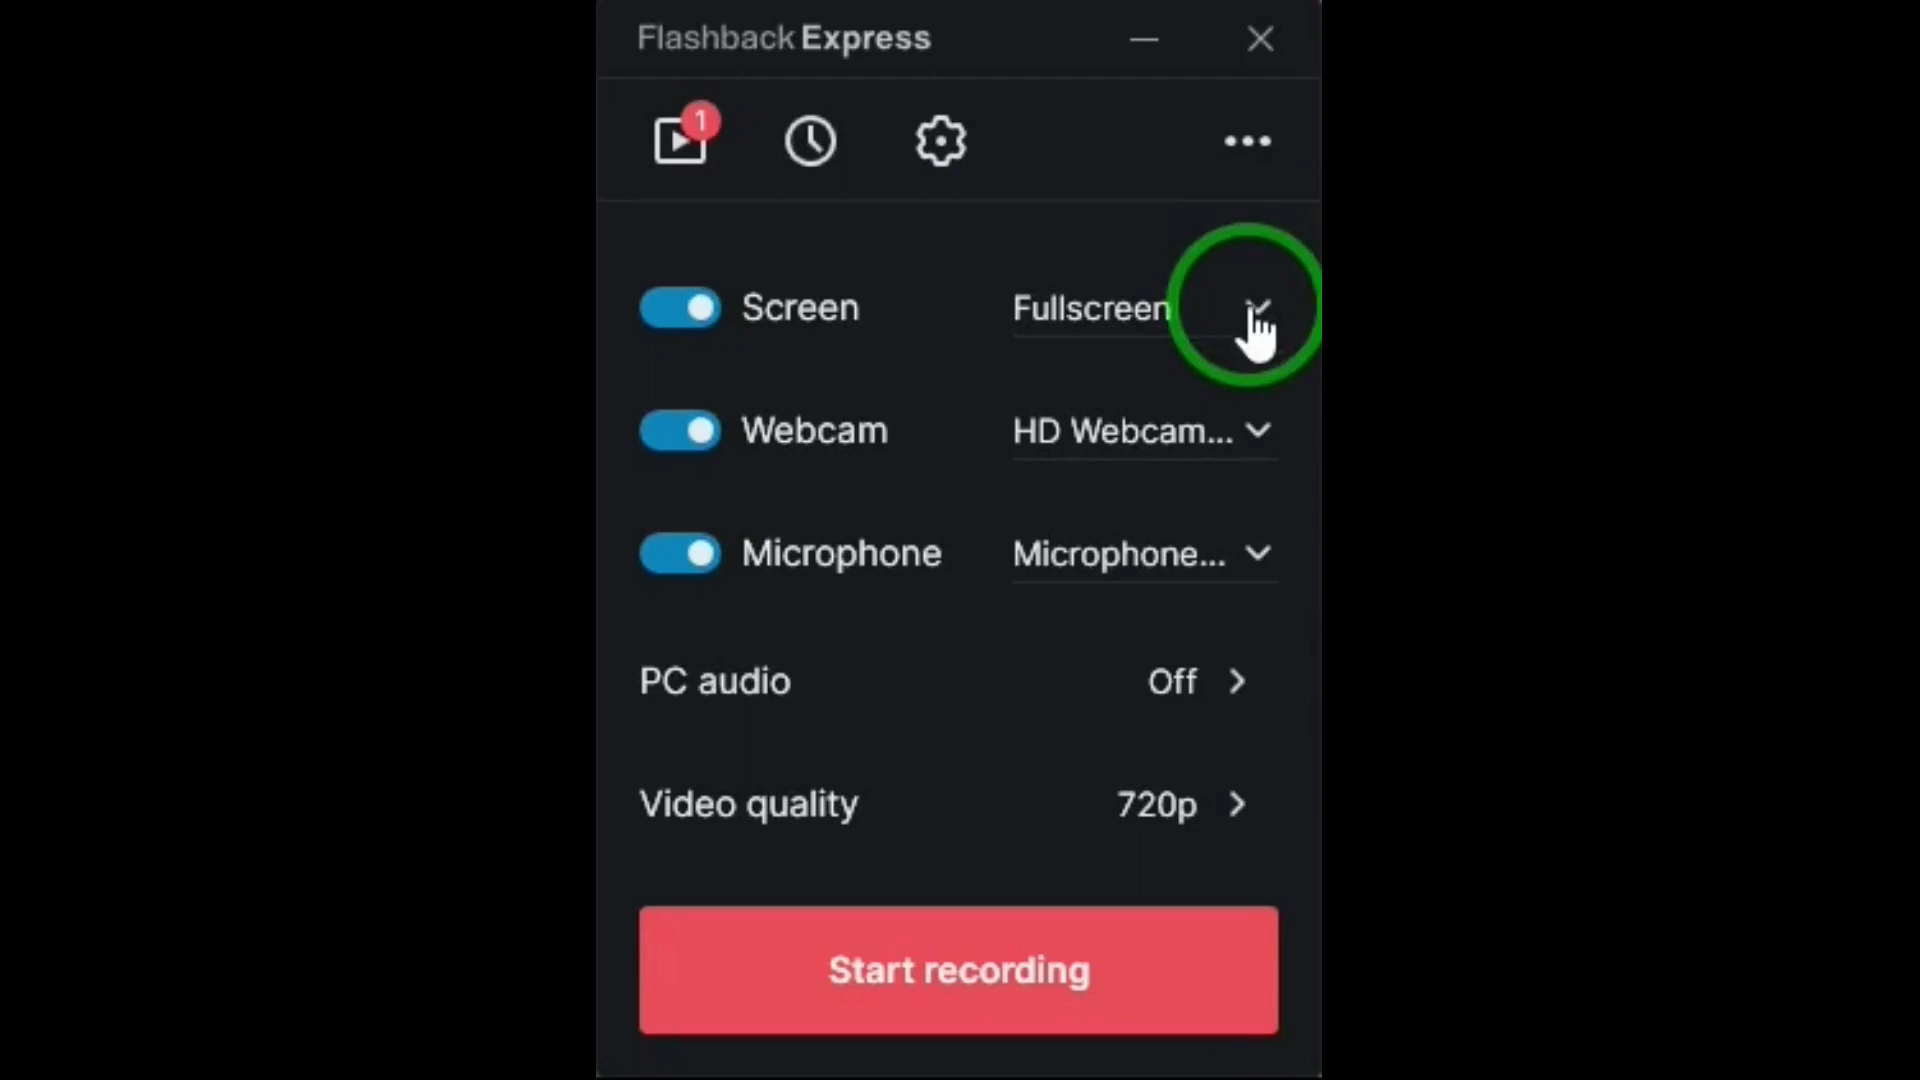 Flashback Express
1
Screen Fullscreen
Webcam HD Webcam...
Microphone Microphone...
PC audio Off
Video quality 720p
Start recording